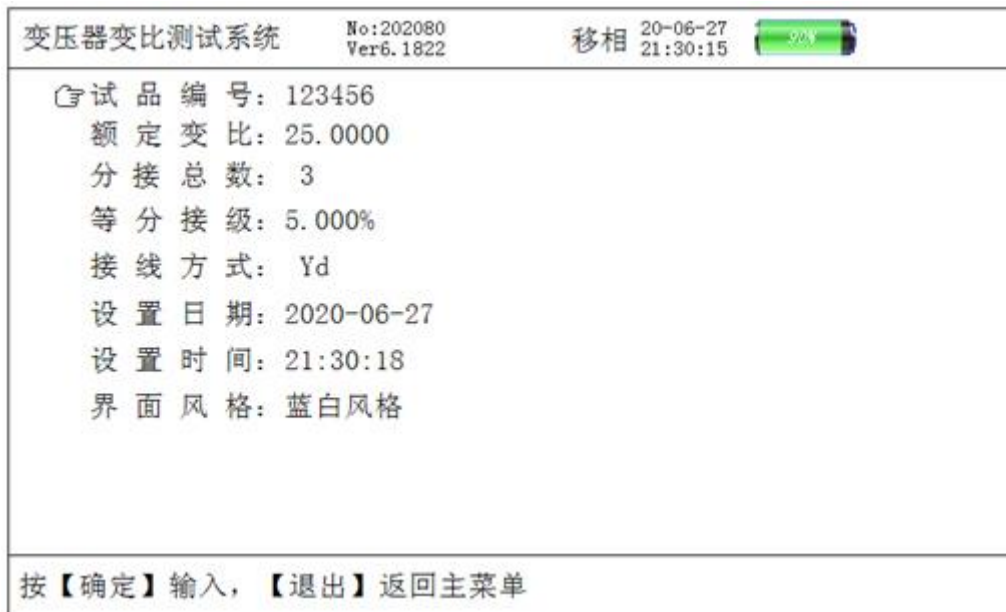 变压器变比测试系统 No:202080 移相 20-06-27 92%
Ver6.1822 21:30:15
试品编号：123456
额定变比：25.0000
分接总数： 3
等分接级：5.000%
接线方式： Yd
设置日期：2020-06-27
设置时间：21:30:18
界面风格：蓝白风格
按【确定】输入，【退出】返回主菜单